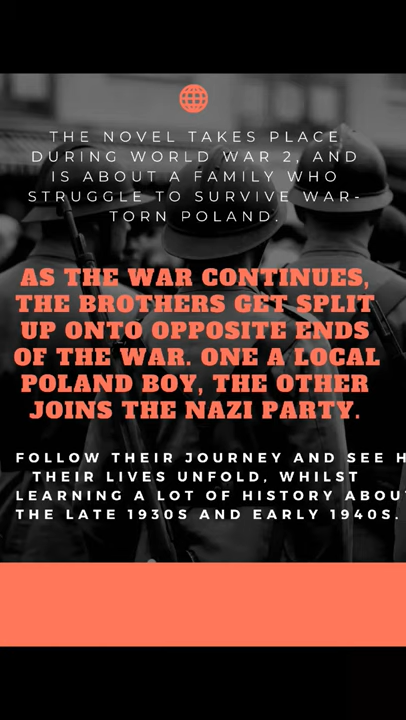 THE NOVEL TAKES PLACE
DURING WORLD WAR 2, AND
IS ABOUT A FAMILY WHO
STRUGGLE TO SURVIVE WAR-
TORN POLAND.
AS THE WAR CONTINUES,
THE BROTHERS GET SPLIT
UP ONTO OPPOSITE ENDS
OF THE WAR. ONE A LOCAL
POLAND BOY, THE OTHER
JOINS THE NAZI PARTY.
FOLLOW THEIR JOURNEY AND SEE H
THEIR LIVES UNFOLD, WHILST
LEARNING A LOT OF HISTORY ABOU
THE LATE 1930S AND EARLY 1940S.